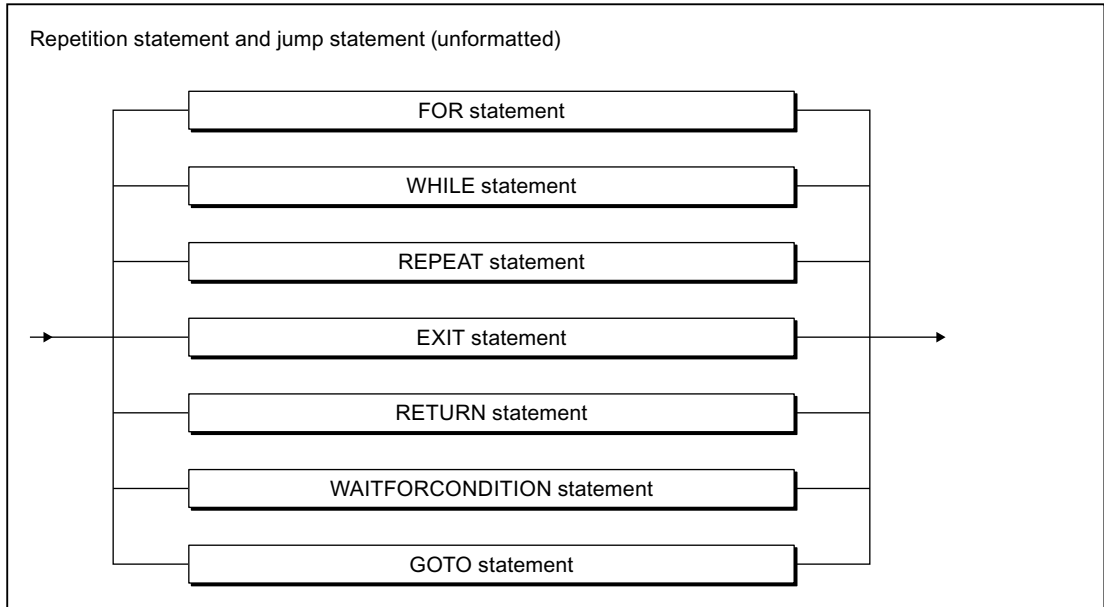 Repetition statement and jump statement (unformatted)
FOR statement
WHILE statement
REPEAT statement
EXIT statement
RETURN statement
WAITFORCONDITION statement
GOTO statement